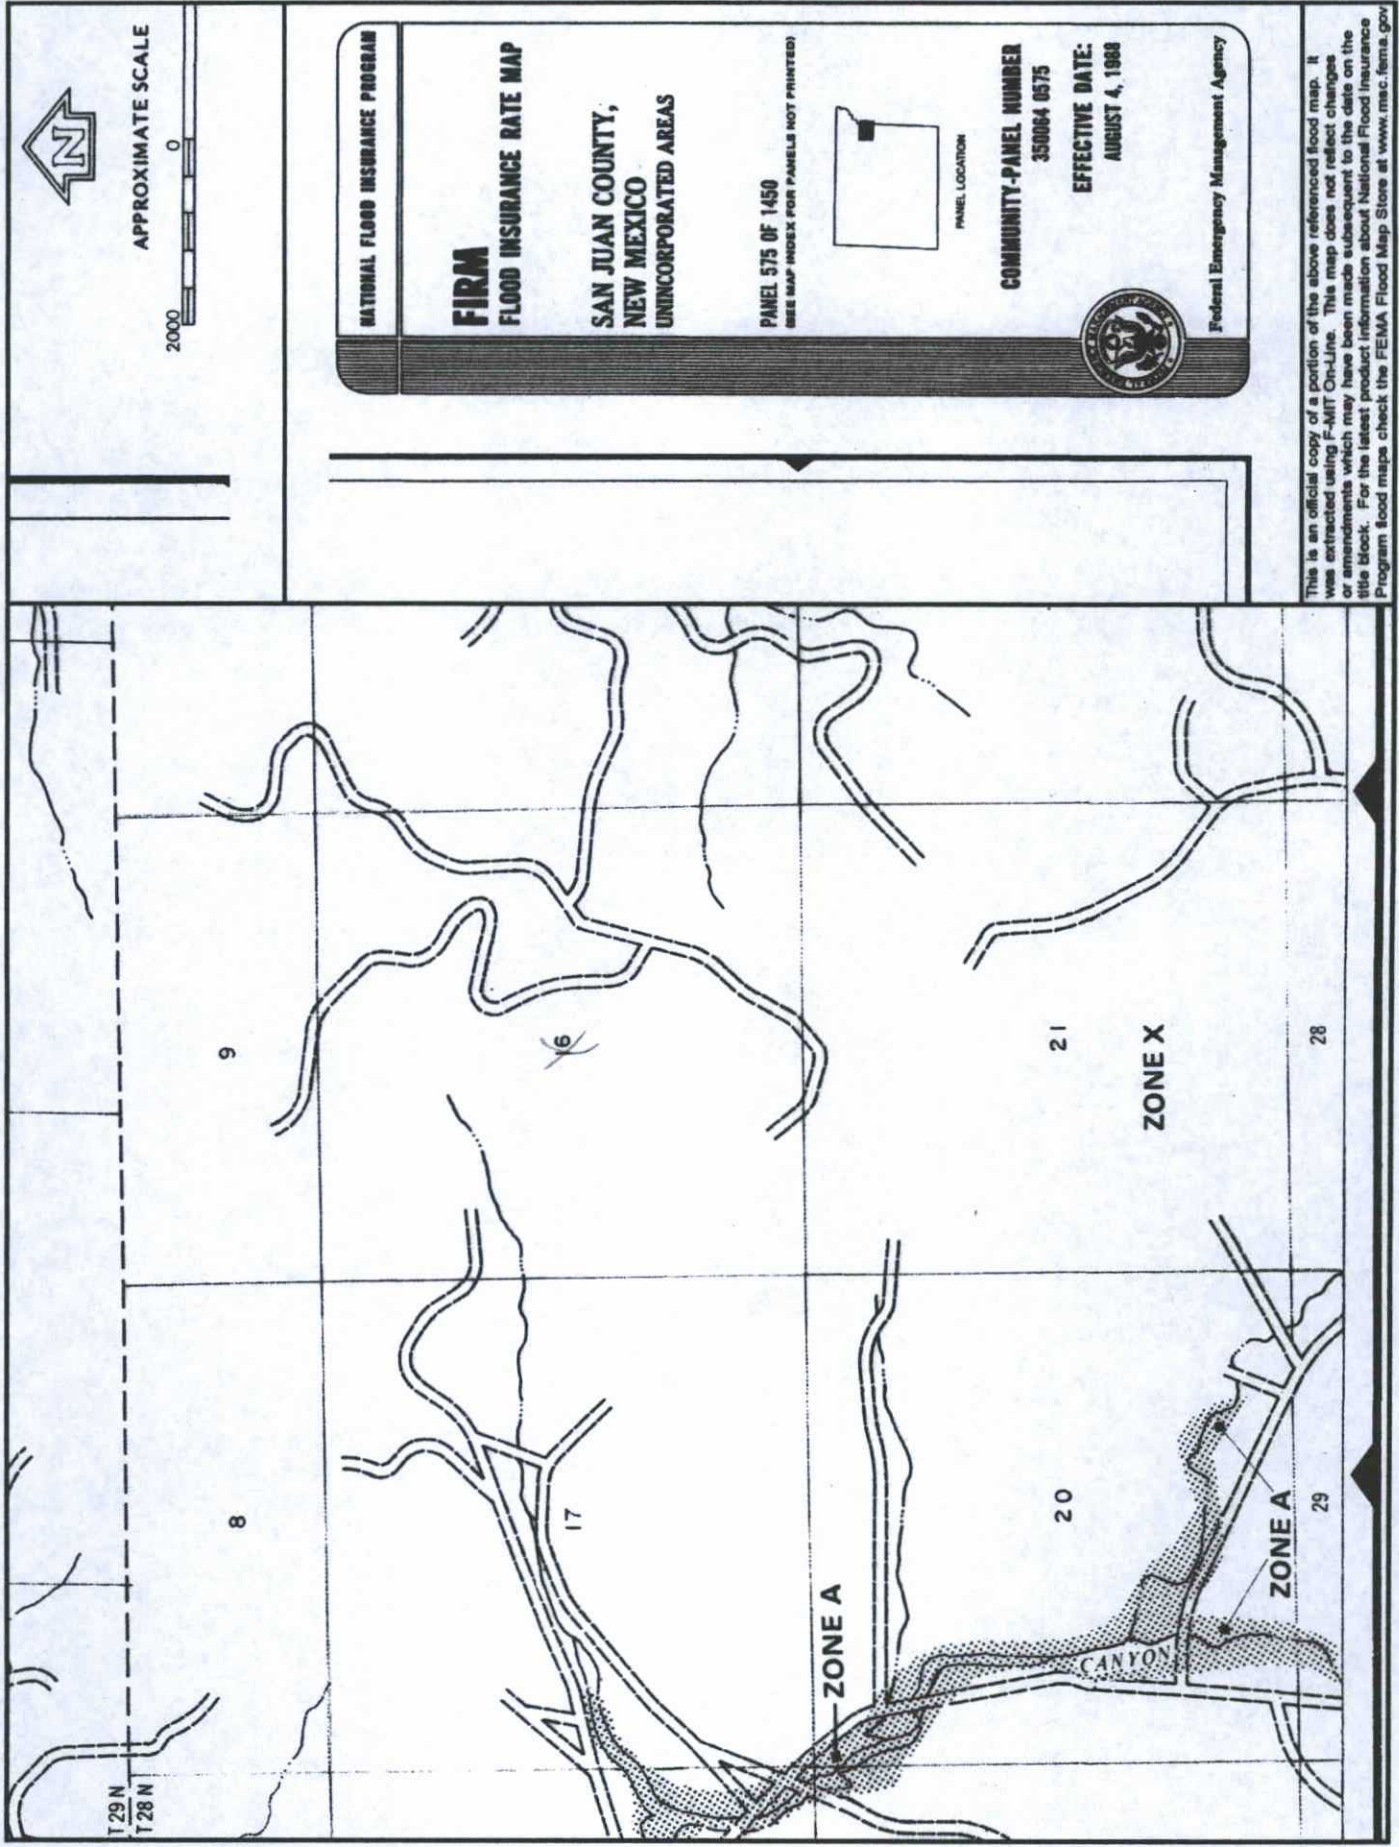 APPROXIMATE SCALE
2000
0
N
NATIONAL FLOOD INSURANCE PROGRAM
FIRM
FLOOD INSURANCE RATE MAP
SAN JUAN COUNTY,
NEW MEXICO
UNINCORPORATED AREAS
PANEL 575 OF 1450
(SEE MAP INDEX FOR PANELS NOT PRINTED)
PANEL LOCATION
COMMUNITY-PANEL NUMBER
350064 0575
EFFECTIVE DATE:
AUGUST 4, 1988
Federal Emergency Management Agency
This is an official copy of a portion of the above referenced flood map. It
was extracted using F-MIT On-Line. This map does not reflect changes
or amendments which may have been made subsequent to the date on the
title block. For the latest product information about National Flood Insurance
Program flood maps check the FEMA Flood Map Store at www.msc.fema.gov
T 29 N
T 28 N
8
9
17
16
ZONE A
20
21
ZONE X
CANYON
ZONE A
29
28